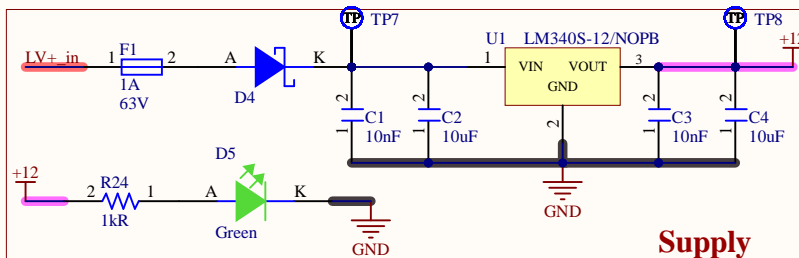 TP TP7
TP TP8
U1 LM340S-12/NOPB
+12
LV+_in
F1
1 2
1A
63V
A K
D4
1 VIN VOUT 3
GND
2
2 C1 1 10nF
2 C2 1 10uF
2 C3 1 10nF
2 C4 1 10uF
GND
+12
R24
2 1
1kR
D5
A K
Green
GND
Supply